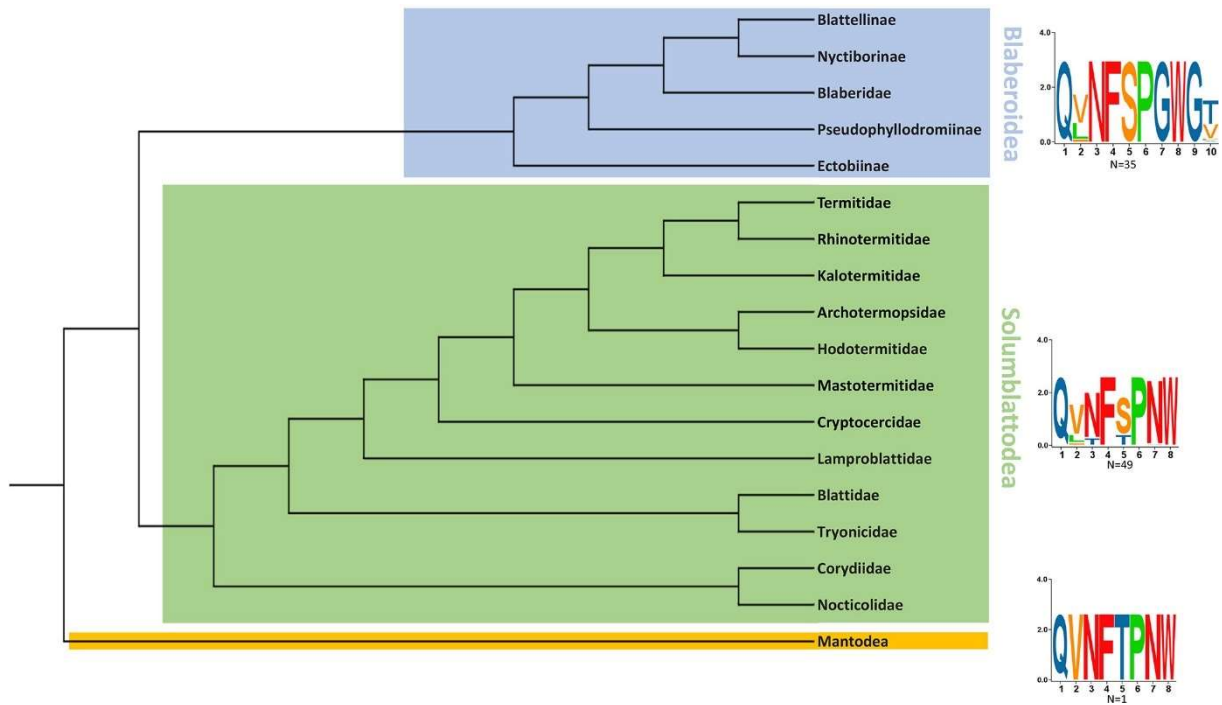 Blattellinae
Nyctiborinae
Blaberidae
Pseudophyllodromiinae
Ectobiinae
Blaberoidea
4.0
2.0
0.0
QVNFSPGWGT
L V
1 2 3 4 5 6 7 8 9 10
N=35
Termitidae
Rhinotermitidae
Kalotermitidae
Archotermopsidae
Hodotermitidae
Mastotermitidae
Cryptocercidae
Lamproblattidae
Blattidae
Tryonicidae
Corydiidae
Nocticolidae
Solumblattodea
4.0
2.0
0.0
QVNFSPNW
L T T
1 2 3 4 5 6 7 8
N=49
Mantodea
4.0
2.0
0.0
QVNFTPNW
1 2 3 4 5 6 7 8
N=1